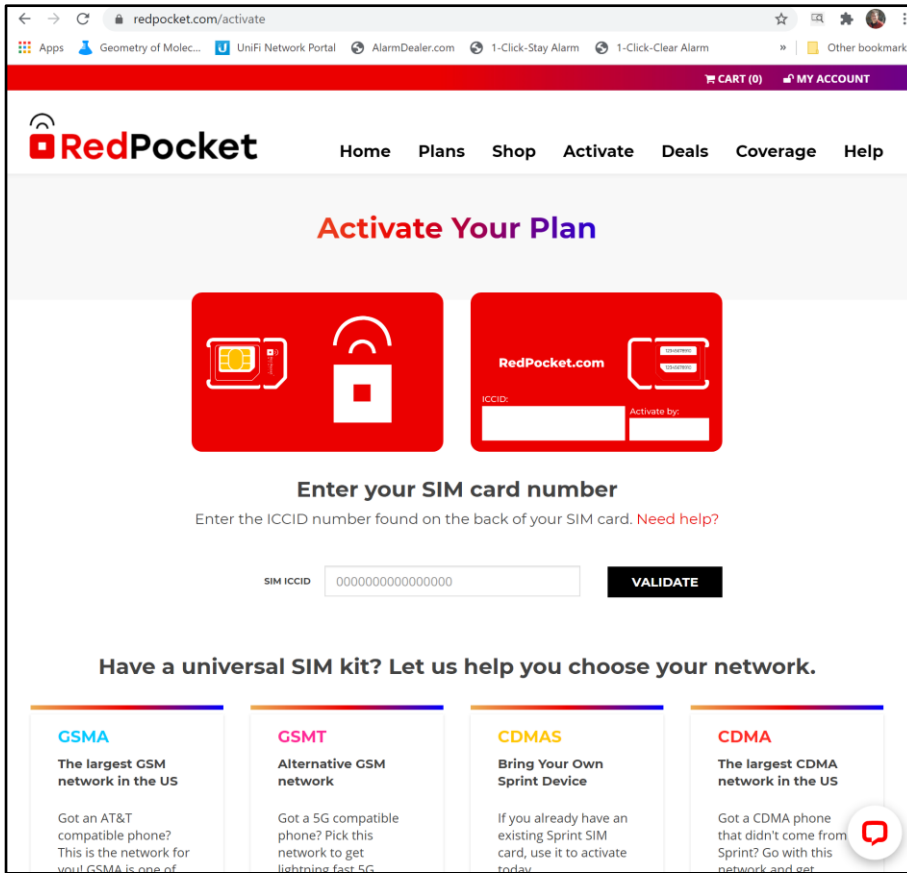 redpocket.com/activate
Apps Geometry of Molec... UniFi Network Portal AlarmDealer.com 1-Click-Stay Alarm 1-Click-Clear Alarm » Other bookmark
CART (0) MY ACCOUNT
RedPocket
Home Plans Shop Activate Deals Coverage Help
Activate Your Plan
RedPocket.com
ICCID:
Activate by:
Enter your SIM card number
Enter the ICCID number found on the back of your SIM card. Need help?
SIM ICCID 0000000000000000 VALIDATE
Have a universal SIM kit? Let us help you choose your network.
GSMA
The largest GSM
network in the US
Got an AT&T
compatible phone?
This is the network for
you! GSMA is one of
GSMT
Alternative GSM
network
Got a 5G compatible
phone? Pick this
network to get
lightning fast 5G
CDMAS
Bring Your Own
Sprint Device
If you already have an
existing Sprint SIM
card, use it to activate
today
CDMA
The largest CDMA
network in the US
Got a CDMA phone
that didn't come from
Sprint? Go with this
network and get